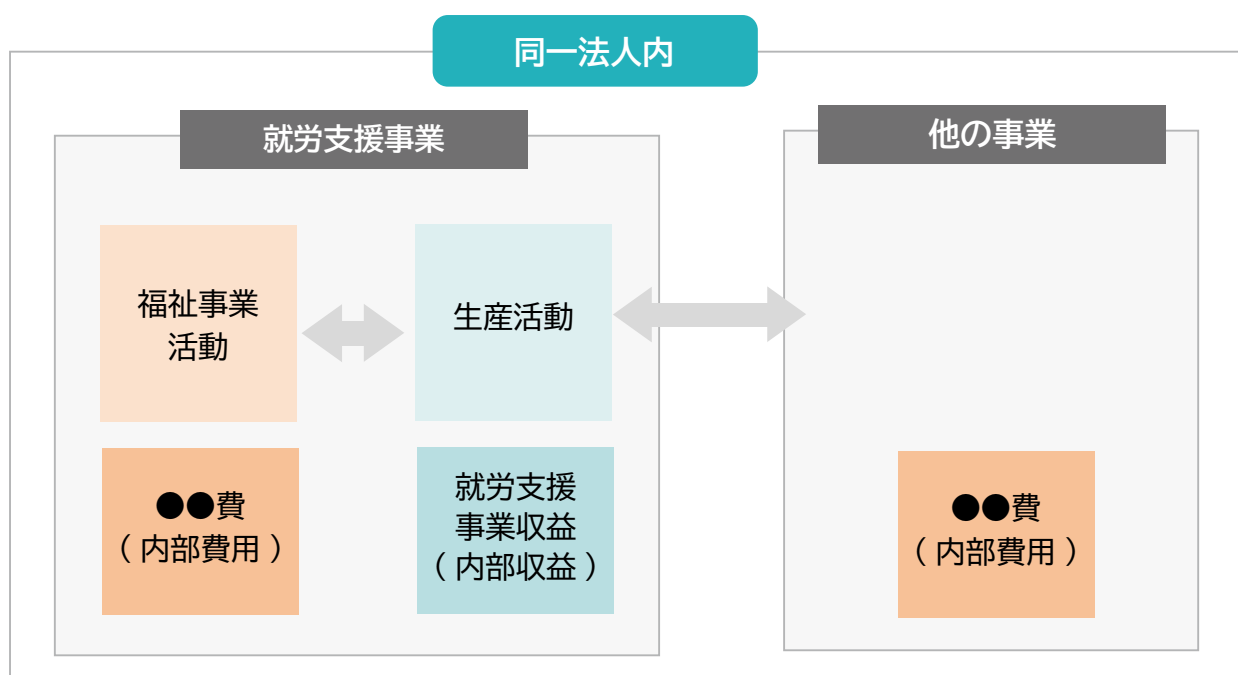 同一法人内
就労支援事業
他の事業
福祉事業
活動
生産活動
●●費
（内部費用）
就労支援
事業収益
（内部収益）
●●費
（内部費用）